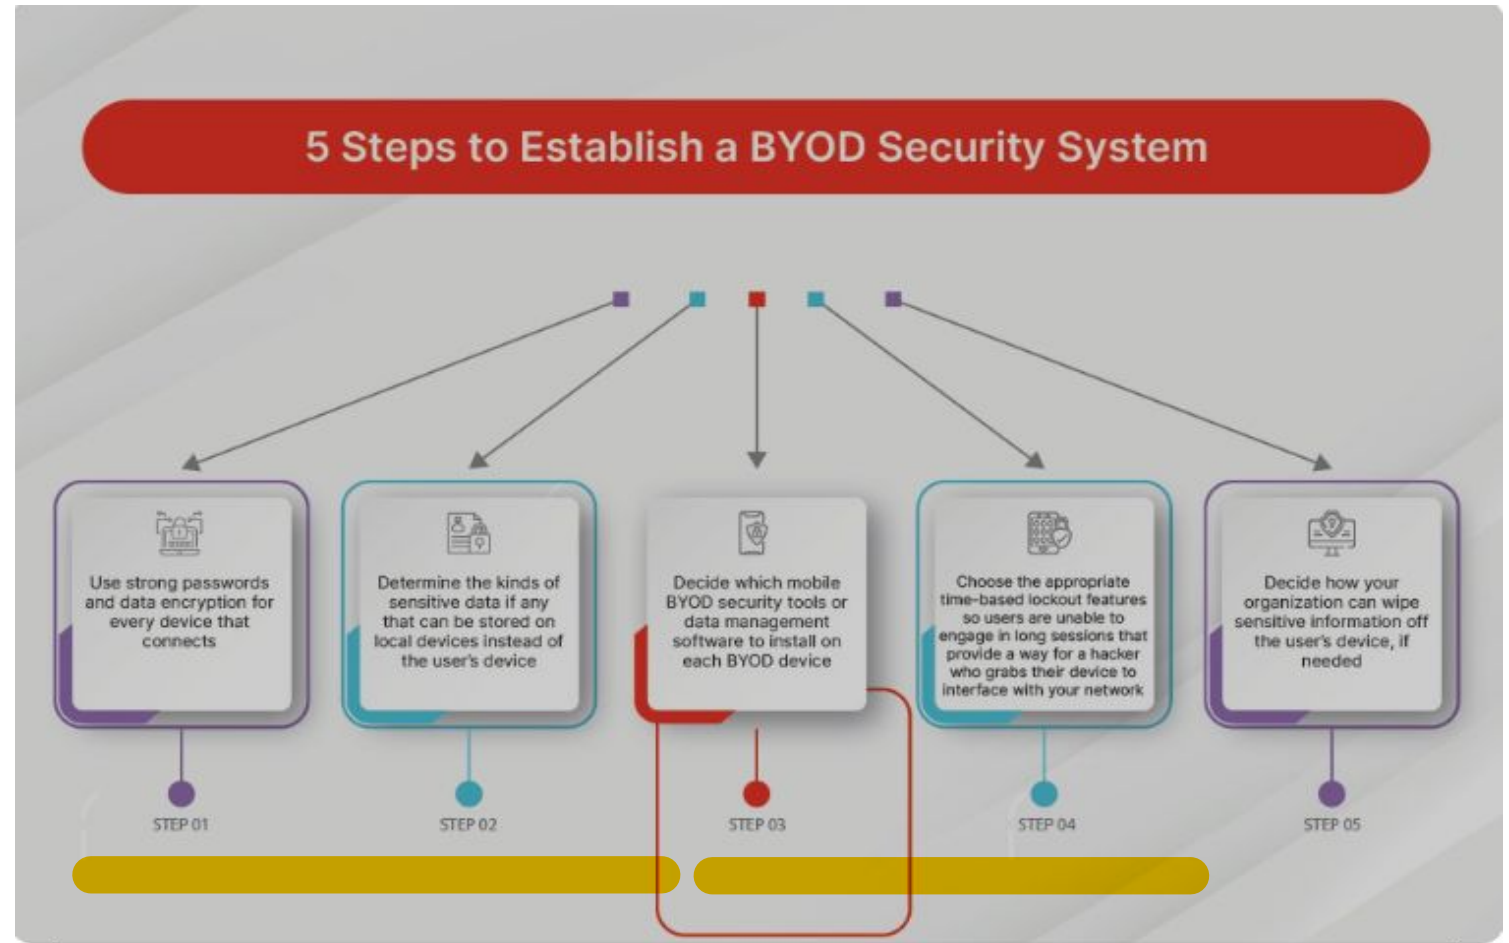 5 Steps to Establish a BYOD Security System
Use strong passwords
and data encryption for
every device that
connects
Determine the kinds of
sensitive data if any
that can be stored on
local devices instead of
the user's device
Decide which mobile
BYOD security tools or
data management
software to install on
each BYOD device
Choose the appropriate
time-based lockout features
so users are unable to
engage in long sessions that
provide a way for a hacker
who grabs their device to
interface with your network
Decide how your
organization can wipe
sensitive information off
the user's device, if
needed
STEP 01
STEP 02
STEP 03
STEP 04
STEP 05